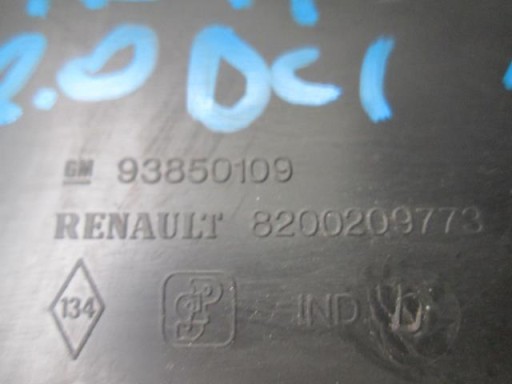 2.0 DCI
GM 93850109
RENAULT 8200209773
134 IND D